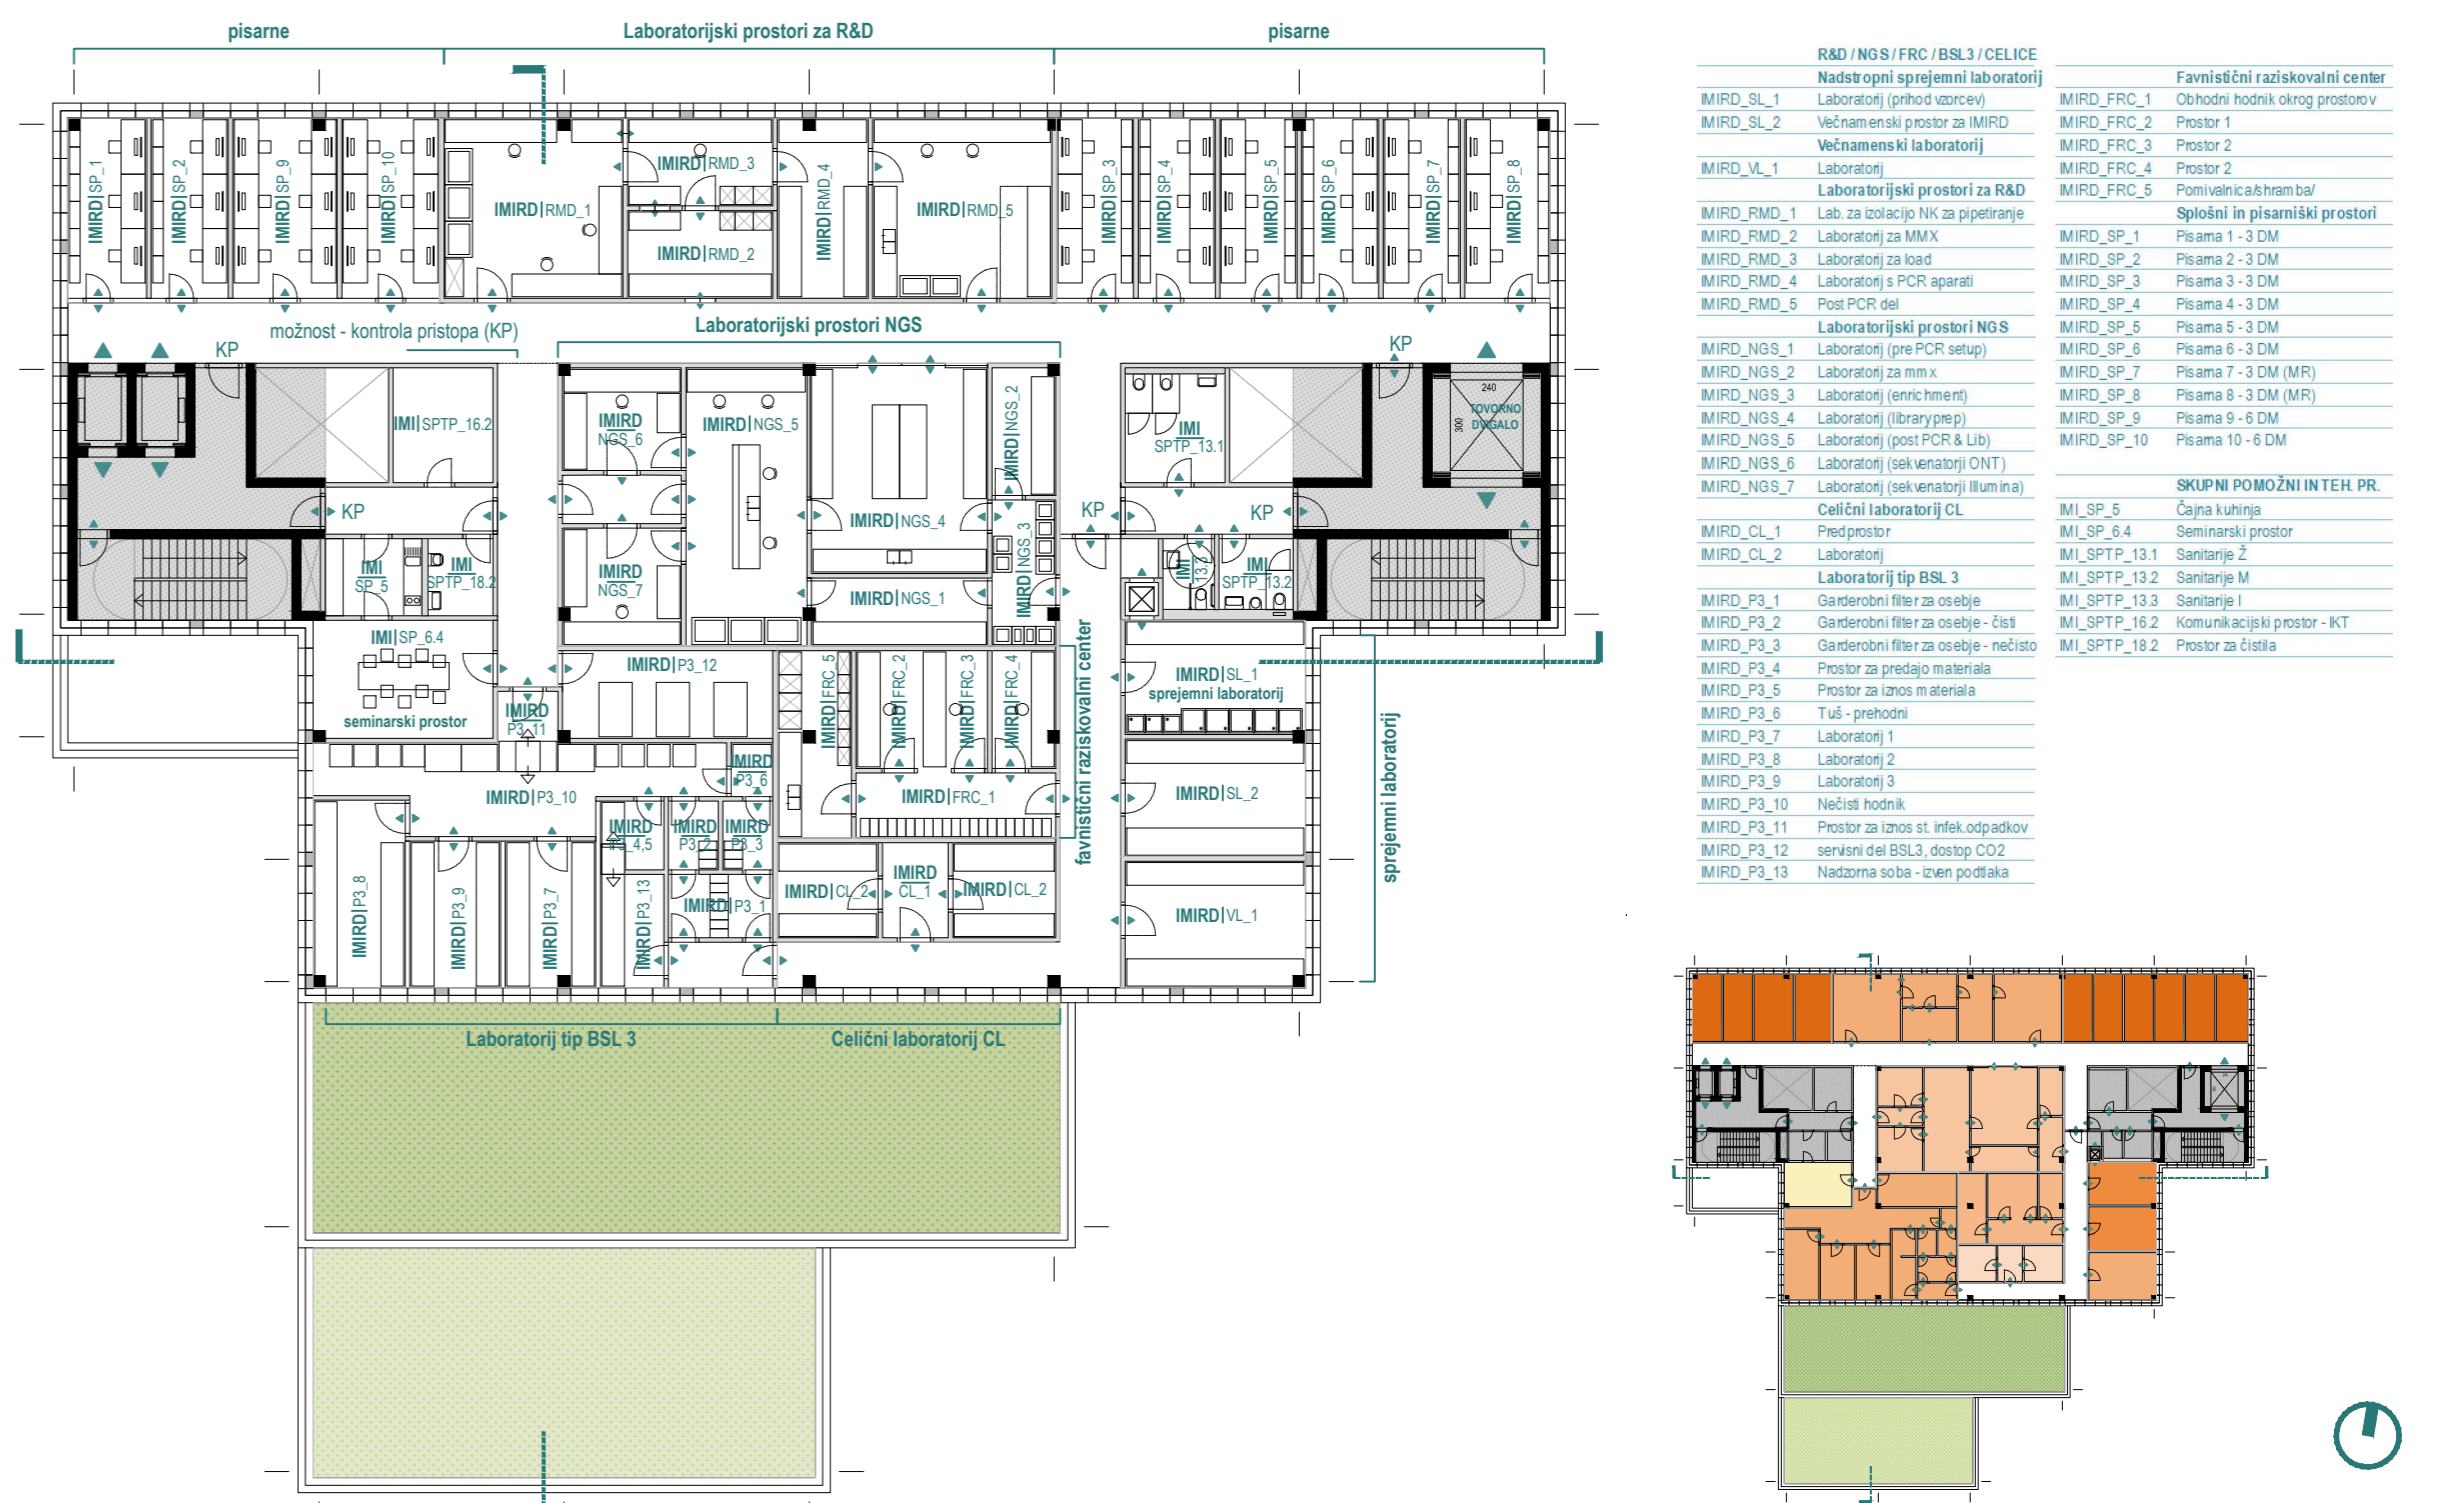 pisarne
Laboratorijski prostori za R&D
pisarne
IMIRD|SP_1
IMIRD|SP_2
IMIRD|SP_9
IMIRD|SP_10
IMIRD|RMD_1
IMIRD|RMD_3
IMIRD|RMD_2
IMIRD|RMD_4
IMIRD|RMD_5
IMIRD|SP_3
IMIRD|SP_4
IMIRD|SP_5
IMIRD|SP_6
IMIRD|SP_7
IMIRD|SP_8
možnost - kontrola pristopa (KP)
Laboratorijski prostori NGS
KP
KP
IMI|SPTP_16.2
IMIRD
NGS_6
IMIRD|NGS_5
IMIRD|NGS_2
IMI
SPTP_13.1
240
300
TOVORNO
DVIGALO
KP
IMIRD|NGS_4
KP
KP
IMIRD|NGS_3
IMI
SP_5
IMI
SPTP_18.2
IMIRD
NGS_7
IMIRD|NGS_1
IMI
13.3
IMI
SPTP_13.2
IMI|SP_6.4
seminarski prostor
IMIRD|P3_12
IMIRD
P3_11
IMIRD|FRC_5
IMIRD|FRC_2
IMIRD|FRC_3
IMIRD|FRC_4
favnistični raziskovalni center
IMIRD|SL_1
sprejemni laboratorij
IMIRD
P3_6
IMIRD|P3_10
IMIRD|FRC_1
IMIRD|SL_2
sprejemni laboratorij
IMIRD
P3_4,5
IMIRD
P3_2
IMIRD
P3_3
IMIRD|P3_8
IMIRD|P3_9
IMIRD|P3_7
IMIRD|P3_13
IMIRD|P3_1
IMIRD|CL_2
IMIRD
CL_1
IMIRD|CL_2
IMIRD|VL_1
Laboratorij tip BSL 3
Celični laboratorij CL
R&D / NGS / FRC / BSL3 / CELICE
Nadstropni sprejemni laboratorij
IMIRD_SL_1 Laboratorij (prihod vzorcev)
IMIRD_SL_2 Večnamenski prostor za IMIRD
Večnamenski laboratorij
IMIRD_VL_1 Laboratorij
Laboratorijski prostori za R&D
IMIRD_RMD_1 Lab. za izolacijo NK za pipetiranje
IMIRD_RMD_2 Laboratorij za MMX
IMIRD_RMD_3 Laboratorij za load
IMIRD_RMD_4 Laboratorij s PCR aparati
IMIRD_RMD_5 Post PCR del
Laboratorijski prostori NGS
IMIRD_NGS_1 Laboratorij (pre PCR setup)
IMIRD_NGS_2 Laboratorij za mmx
IMIRD_NGS_3 Laboratorij (enrichment)
IMIRD_NGS_4 Laboratorij (library prep)
IMIRD_NGS_5 Laboratorij (post PCR & Lib)
IMIRD_NGS_6 Laboratorij (sekvenatorji ONT)
IMIRD_NGS_7 Laboratorij (sekvenatorji Illumina)
Celični laboratorij CL
IMIRD_CL_1 Predprostor
IMIRD_CL_2 Laboratorij
Laboratorij tip BSL 3
IMIRD_P3_1 Garderobni filter za osebje
IMIRD_P3_2 Garderobni filter za osebje - čisti
IMIRD_P3_3 Garderobni filter za osebje - nečisto
IMIRD_P3_4 Prostor za predajo materiala
IMIRD_P3_5 Prostor za iznos materiala
IMIRD_P3_6 Tuš - prehodni
IMIRD_P3_7 Laboratorij 1
IMIRD_P3_8 Laboratorij 2
IMIRD_P3_9 Laboratorij 3
IMIRD_P3_10 Nečisti hodnik
IMIRD_P3_11 Prostor za iznos st. infek.odpadkov
IMIRD_P3_12 servisni del BSL3, dostop CO2
IMIRD_P3_13 Nadzorna soba - izven podtlaka
Favnistični raziskovalni center
IMIRD_FRC_1 Obhodni hodnik okrog prostorov
IMIRD_FRC_2 Prostor 1
IMIRD_FRC_3 Prostor 2
IMIRD_FRC_4 Prostor 2
IMIRD_FRC_5 Pomivalnica/shramba/
Splošni in pisarniški prostori
IMIRD_SP_1 Pisarna 1 - 3 DM
IMIRD_SP_2 Pisarna 2 - 3 DM
IMIRD_SP_3 Pisarna 3 - 3 DM
IMIRD_SP_4 Pisarna 4 - 3 DM
IMIRD_SP_5 Pisarna 5 - 3 DM
IMIRD_SP_6 Pisarna 6 - 3 DM
IMIRD_SP_7 Pisarna 7 - 3 DM (MR)
IMIRD_SP_8 Pisarna 8 - 3 DM (MR)
IMIRD_SP_9 Pisarna 9 - 6 DM
IMIRD_SP_10 Pisarna 10 - 6 DM
SKUPNI POMOŽNI IN TEH. PR.
IMI_SP_5 Čajna kuhinja
IMI_SP_6.4 Seminarski prostor
IMI_SPTP_13.1 Sanitarije Ž
IMI_SPTP_13.2 Sanitarije M
IMI_SPTP_13.3 Sanitarije I
IMI_SPTP_16.2 Komunikacijski prostor - IKT
IMI_SPTP_18.2 Prostor za čistila